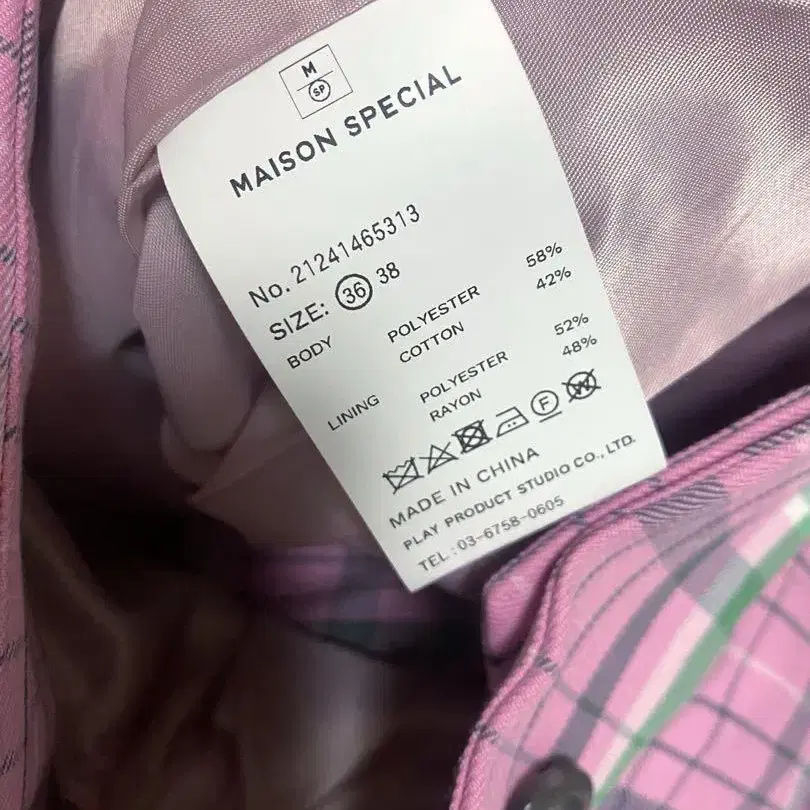 M
SP
MAISON SPECIAL
No. 21241465313
SIZE: 36 38
BODY POLYESTER 58%
COTTON 42%
LINING POLYESTER 52%
RAYON 48%
F W
MADE IN CHINA
PLAY PRODUCT STUDIO CO., LTD.
TEL:03-6758-0605